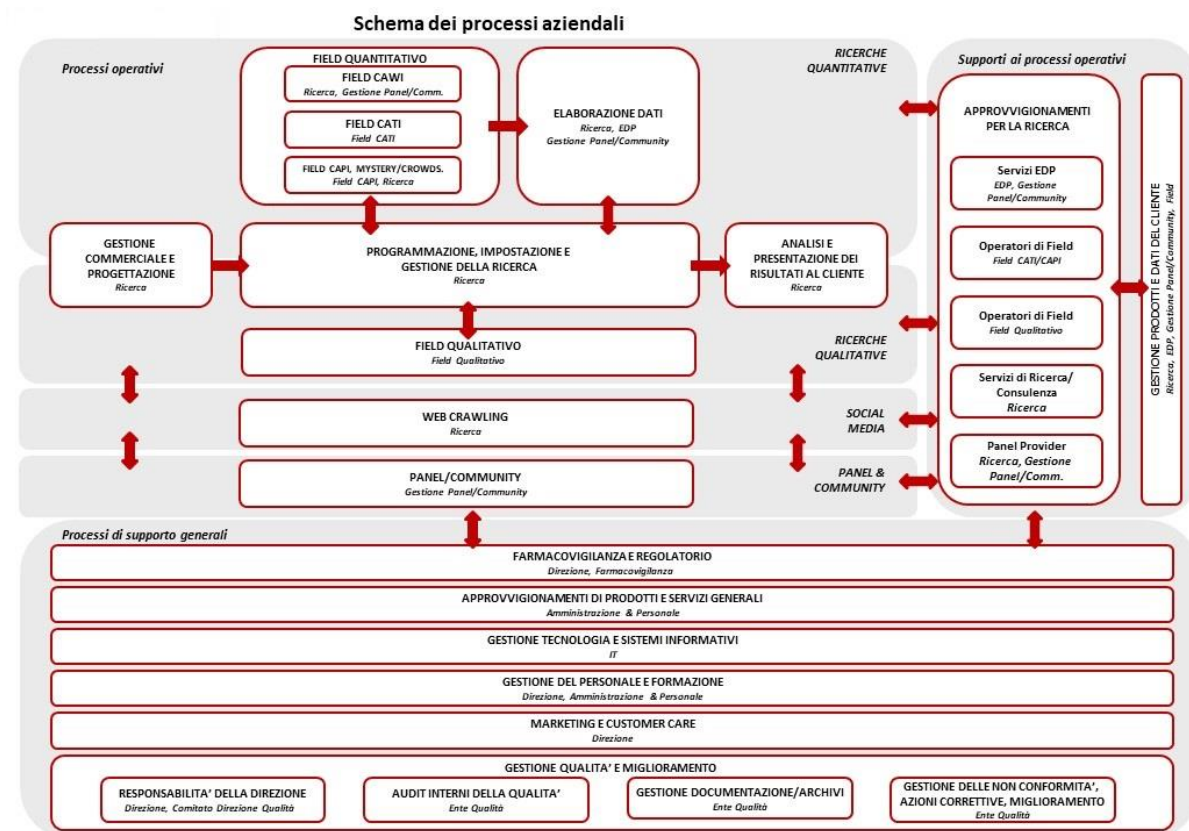 Schema dei processi aziendali
Processi operativi
FIELD QUANTITATIVO
FIELD CAWI
Ricerca, Gestione Panel/Comm.
FIELD CATI
Field CATI
FIELD CAPI, MYSTERY/CROWDS.
Field CAPI, Ricerca
ELABORAZIONE DATI
Ricerca, EDP
Gestione Panel/Community
RICERCHE
QUANTITATIVE
GESTIONE
COMMERCIALE E
PROGETTAZIONE
Ricerca
PROGRAMMAZIONE, IMPOSTAZIONE E
GESTIONE DELLA RICERCA
Ricerca
ANALISI E
PRESENTAZIONE DEI
RISULTATI AL CLIENTE
Ricerca
FIELD QUALITATIVO
Field Qualitativo
RICERCHE
QUALITATIVE
WEB CRAWLING
Ricerca
SOCIAL
MEDIA
PANEL/COMMUNITY
Gestione Panel/Community
PANEL &
COMMUNITY
Supporti ai processi operativi
APPROVVIGIONAMENTI
PER LA RICERCA
Servizi EDP
EDP, Gestione
Panel/Community
Operatori di Field
Field CATI/CAPI
Operatori di Field
Field Qualitativo
Servizi di Ricerca/
Consulenza
Ricerca
Panel Provider
Ricerca, Gestione
Panel/Comm.
GESTIONE PRODOTTI E DATI DEL CLIENTE
Ricerca, EDP, Gestione Panel/Community, Field
Processi di supporto generali
FARMACOVIGILANZA E REGOLATORIO
Direzione, Farmacovigilanza
APPROVVIGIONAMENTI DI PRODOTTI E SERVIZI GENERALI
Amministrazione & Personale
GESTIONE TECNOLOGIA E SISTEMI INFORMATIVI
IT
GESTIONE DEL PERSONALE E FORMAZIONE
Direzione, Amministrazione & Personale
MARKETING E CUSTOMER CARE
Direzione
GESTIONE QUALITA' E MIGLIORAMENTO
RESPONSABILITA' DELLA DIREZIONE
Direzione, Comitato Direzione Qualità
AUDIT INTERNI DELLA QUALITA'
Ente Qualità
GESTIONE DOCUMENTAZIONE/ARCHIVI
Ente Qualità
GESTIONE DELLE NON CONFORMITA',
AZIONI CORRETTIVE, MIGLIORAMENTO
Ente Qualità